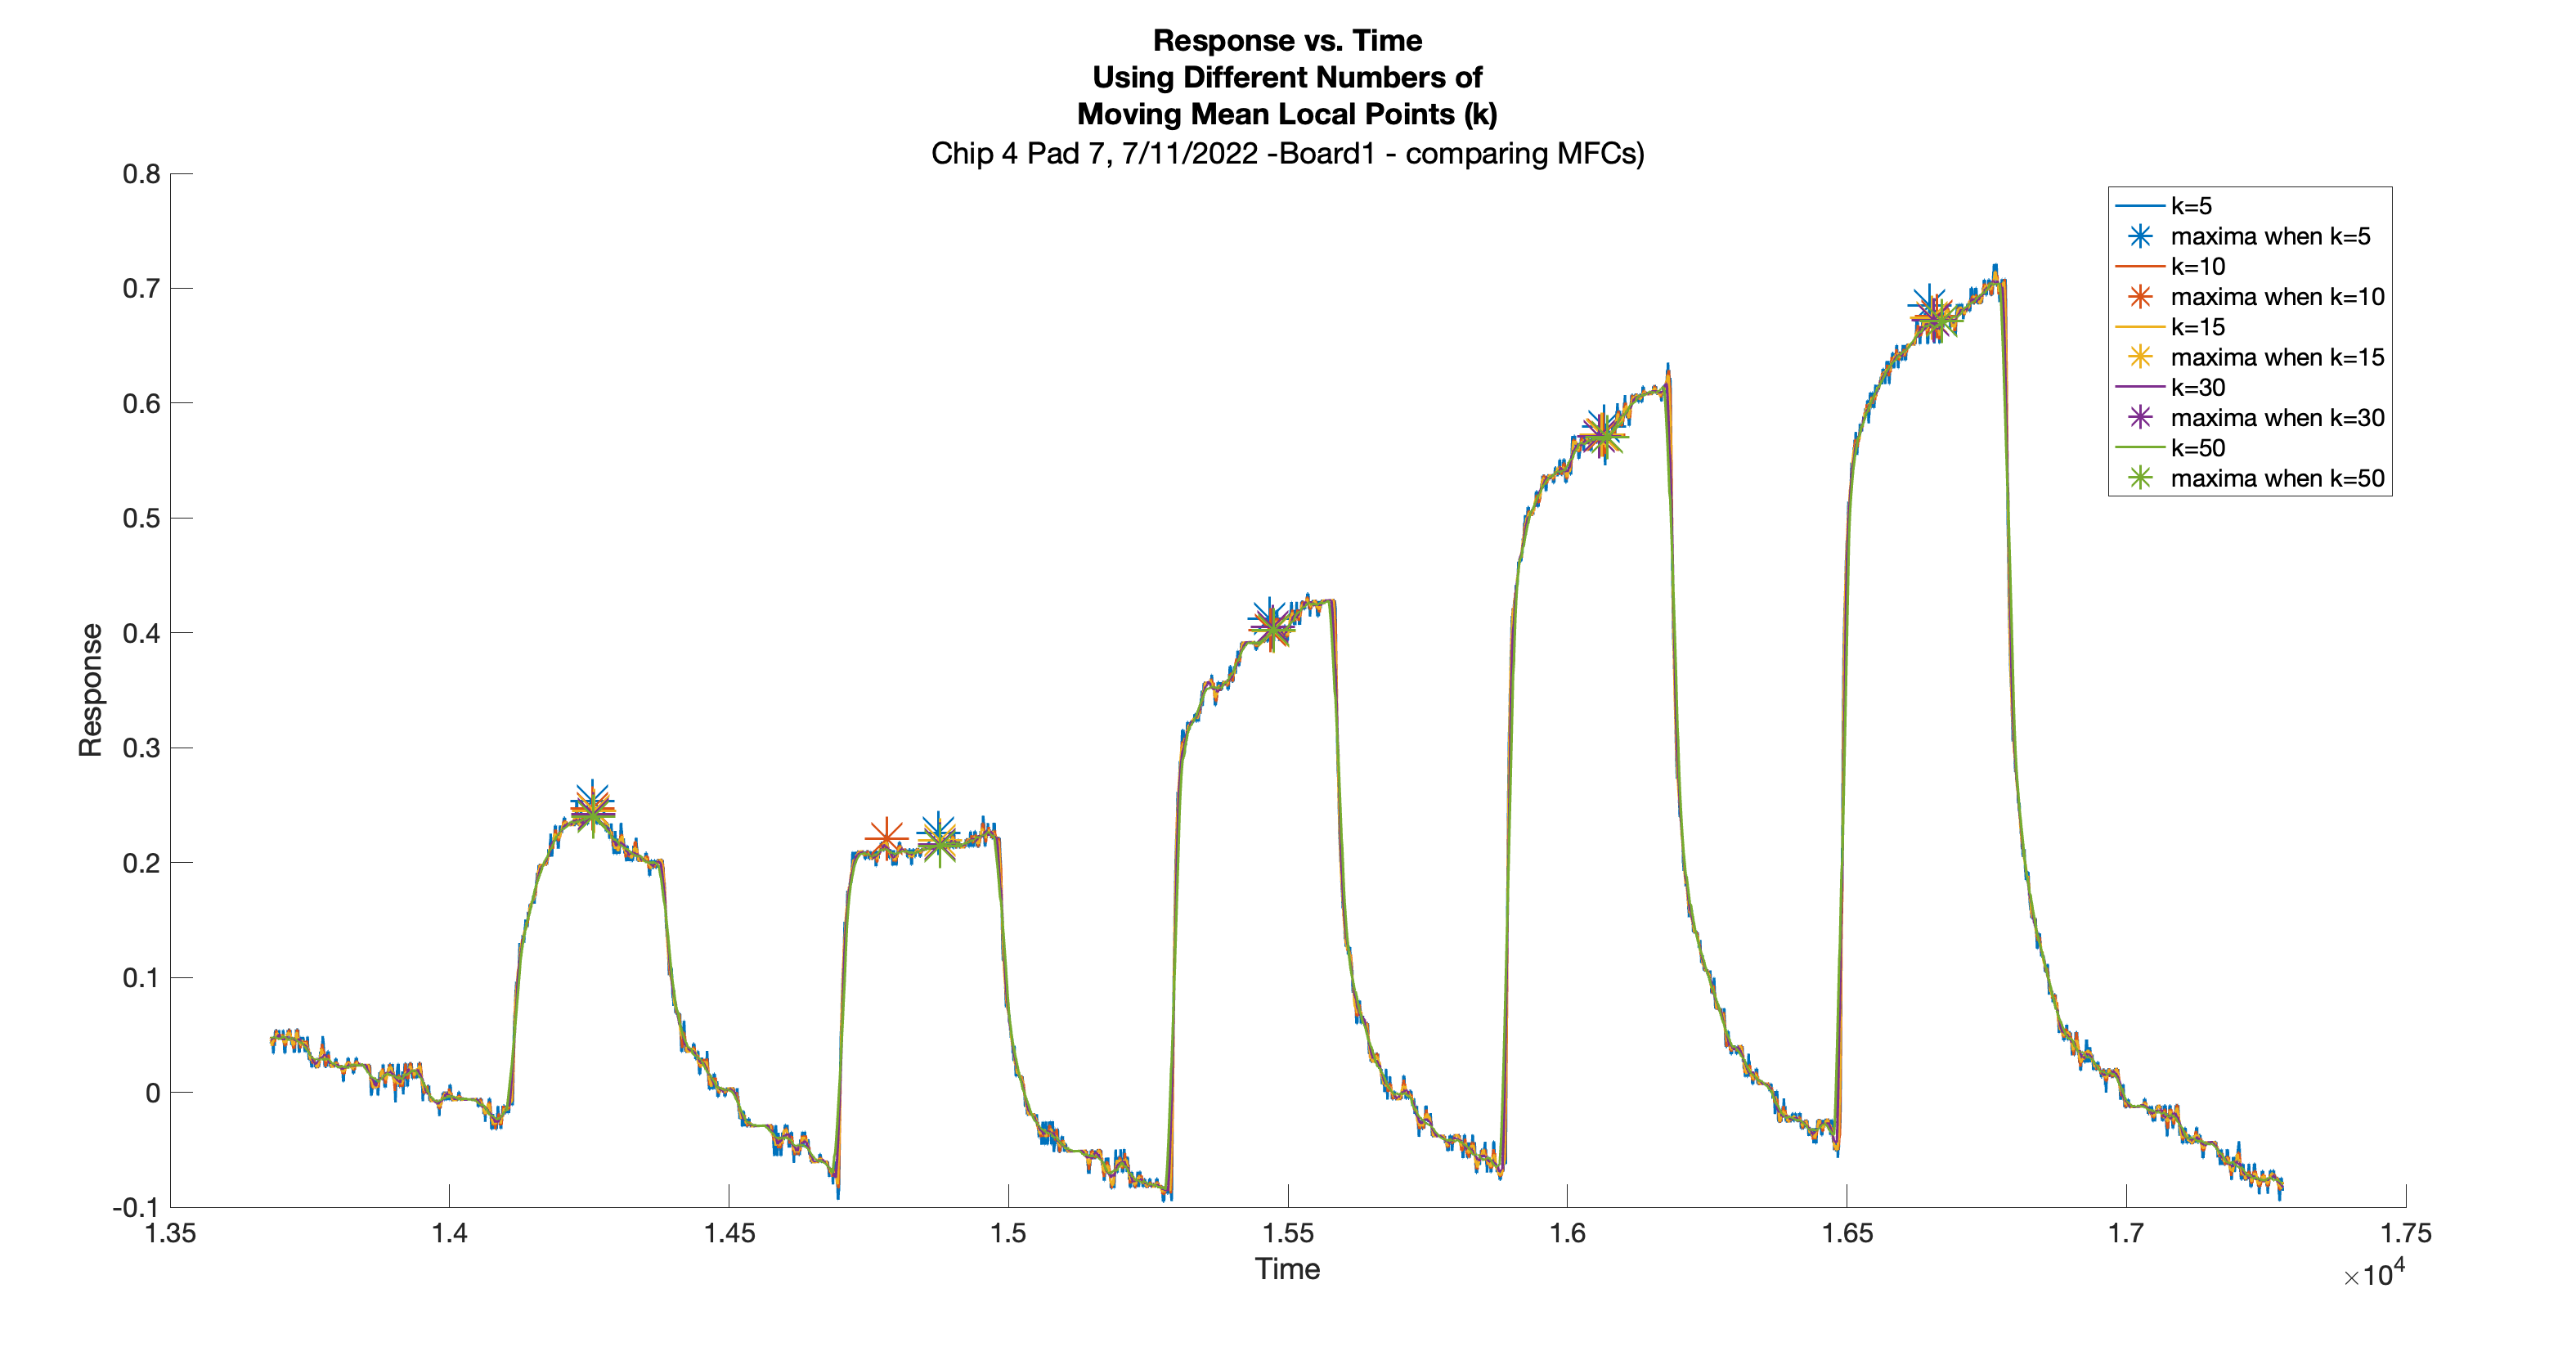 Response vs. Time
Using Different Numbers of
Moving Mean Local Points (k)
Chip 4 Pad 7, 7/11/2022 -Board1 - comparing MFCs)
0.8
0.7
0.6
0.5
0.4
0.3
0.2
0.1
0
-0.1
Response
k=5
maxima when k=5
k=10
maxima when k=10
k=15
maxima when k=15
k=30
maxima when k=30
k=50
maxima when k=50
1.35 1.4 1.45 1.5 1.55 1.6 1.65 1.7 1.75
Time
×10⁴